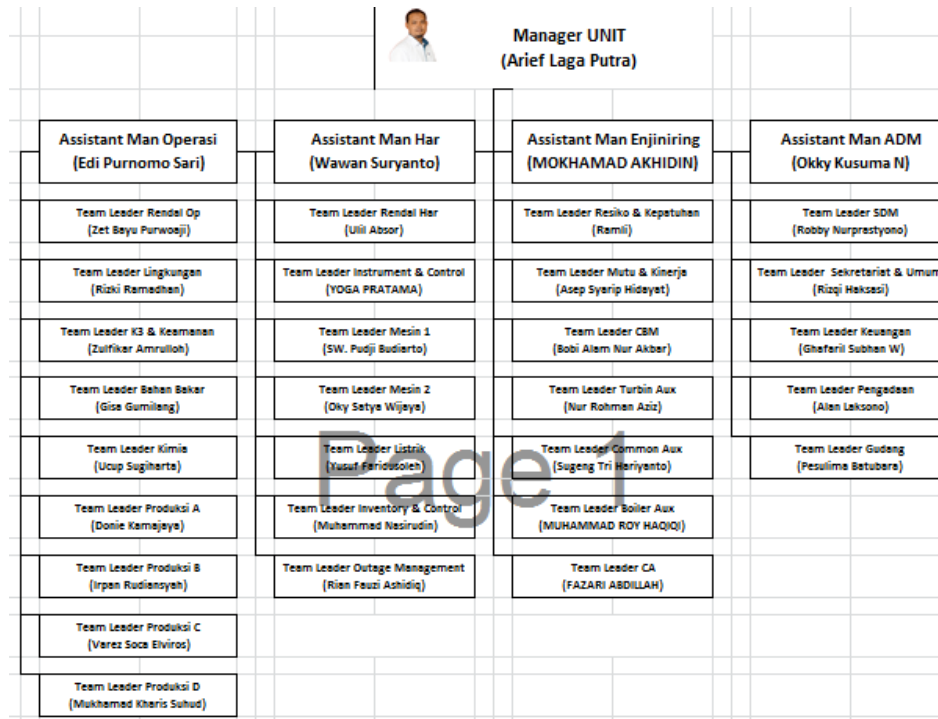 Manager UNIT
(Arief Laga Putra)
Assistant Man Operasi
(Edi Purnomo Sari)
Team Leader Rendal Op
(Zet Bayu Purwoaji)
Team Leader Lingkungan
(Rizki Ramadhan)
Team Leader K3 & Keamanan
(Zulfikar Amrulloh)
Team Leader Bahan Bakar
(Gisa Gumilang)
Team Leader Kimia
(Ucup Sugiharta)
Team Leader Produksi A
(Donie Kamajaya)
Team Leader Produksi B
(Irpan Rudiansyah)
Team Leader Produksi C
(Varez Soca Elviros)
Team Leader Produksi D
(Mukhamad Kharis Suhud)
Assistant Man Har
(Wawan Suryanto)
Team Leader Rendal Har
(Ulil Absor)
Team Leader Instrument & Control
(YOGA PRATAMA)
Team Leader Mesin 1
(SW. Pudji Budiarto)
Team Leader Mesin 2
(Oky Satya Wijaya)
Team Leader Listrik
(Yusuf Faridusoleh)
Team Leader Inventory & Control
(Muhammad Nasirudin)
Team Leader Outage Management
(Rian Fauzi Ashidiq)
Assistant Man Enjiniring
(MOKHAMAD AKHIDIN)
Team Leader Resiko & Kepatuhan
(Ramli)
Team Leader Mutu & Kinerja
(Asep Syarip Hidayat)
Team Leader CBM
(Bobi Alam Nur Akbar)
Team Leader Turbin Aux
(Nur Rohman Aziz)
Team Leader Common Aux
(Sugeng Tri Hariyanto)
Team Leader Boiler Aux
(MUHAMMAD ROY HAQIQI)
Team Leader CA
(FAZARI ABDILLAH)
Assistant Man ADM
(Okky Kusuma N)
Team Leader SDM
(Robby Nurprastyono)
Team Leader Sekretariat & Umum
(Rizqi Haksasi)
Team Leader Keuangan
(Ghafaril Subhan W)
Team Leader Pengadaan
(Alan Laksono)
Team Leader Gudang
(Pesulima Batubara)
Page 1